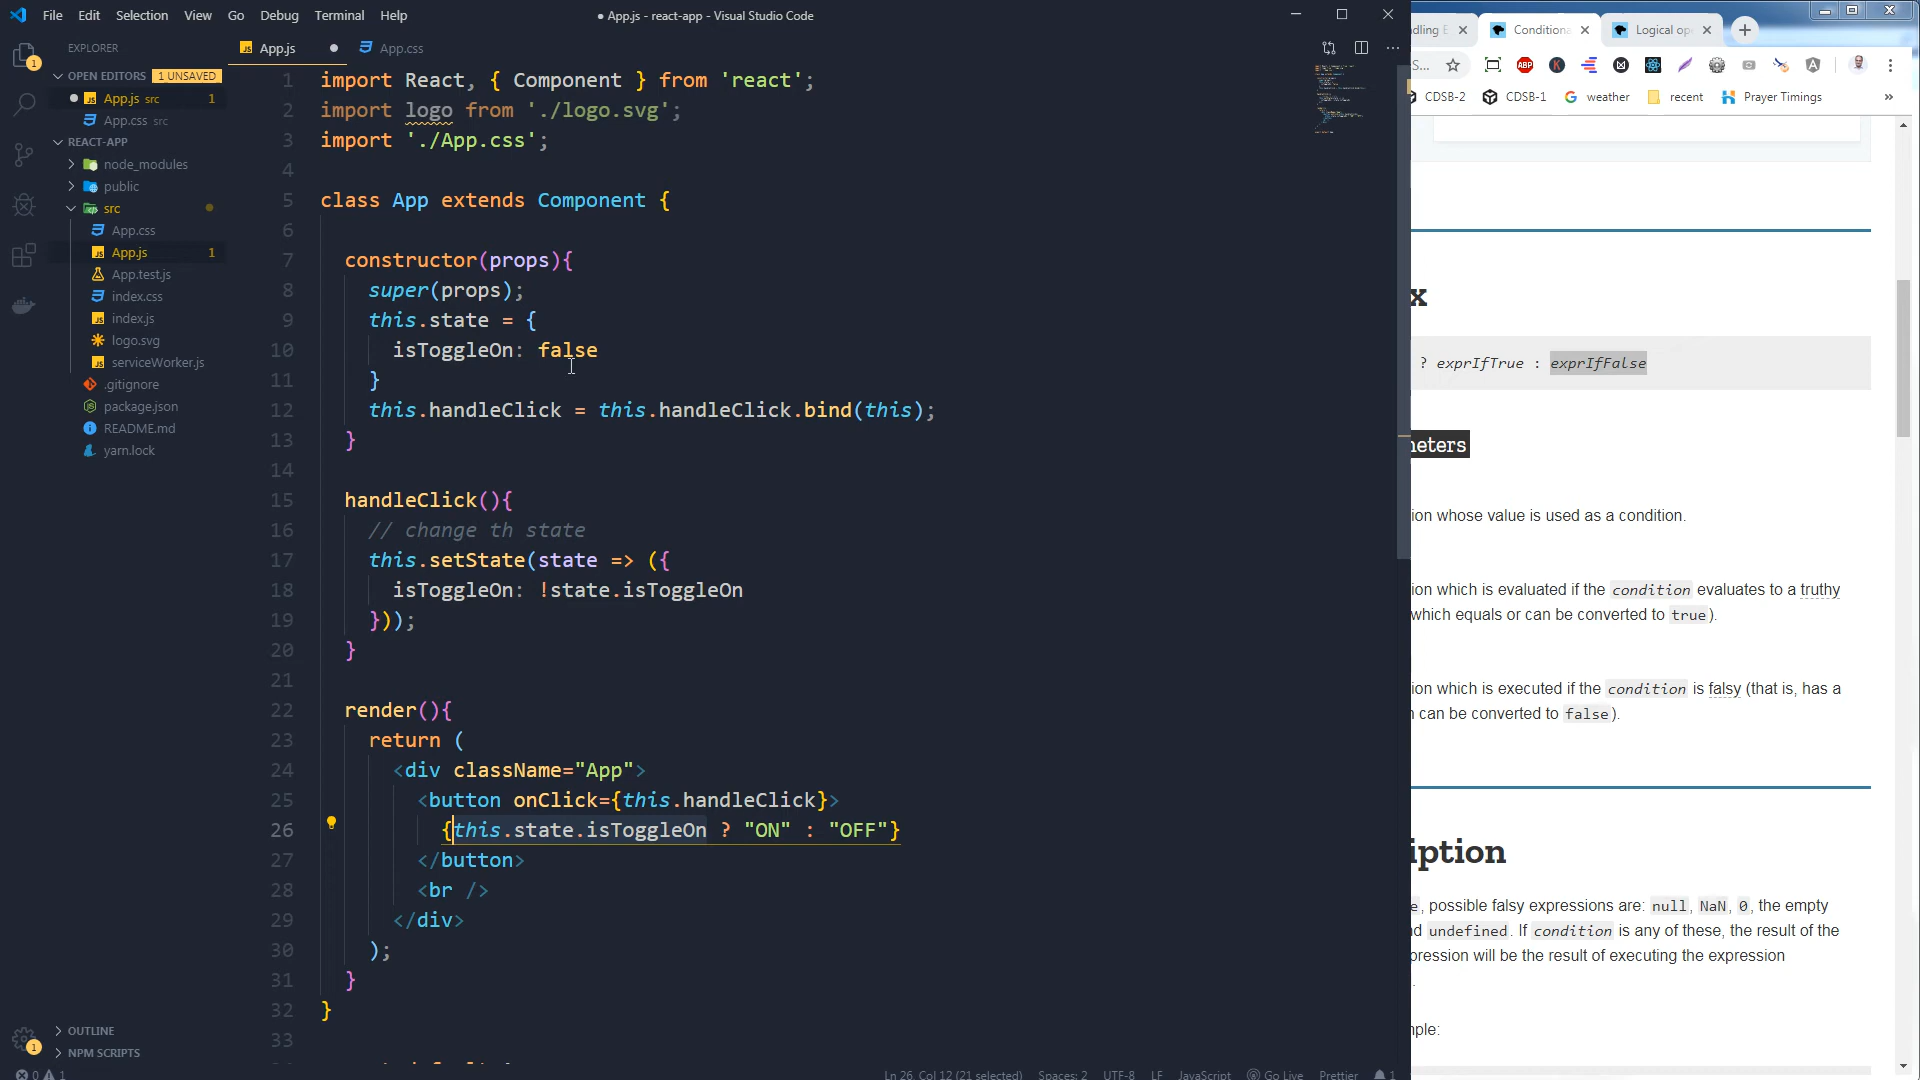 File Edit Selection View Go Debug Terminal Help
● App.js - react-app - Visual Studio Code
EXPLORER
OPEN EDITORS 1 UNSAVED
App.js src 1
App.css src
REACT-APP
node_modules
public
src
App.css
App.js 1
App.test.js
index.css
index.js
logo.svg
serviceWorker.js
.gitignore
package.json
README.md
yarn.lock
OUTLINE
NPM SCRIPTS
App.js
App.css
1 import React, { Component } from 'react';
2 import logo from './logo.svg';
3 import './App.css';
4
5 class App extends Component {
6
7 constructor(props){
8 super(props);
9 this.state = {
10 isToggleOn: false
11 }
12 this.handleClick = this.handleClick.bind(this);
13 }
14
15 handleClick(){
16 // change th state
17 this.setState(state => ({
18 isToggleOn: !state.isToggleOn
19 }));
20 }
21
22 render(){
23 return (
24 <div className="App">
25 <button onClick={this.handleClick}>
26 {this.state.isToggleOn ? "ON" : "OFF"}
27 </button>
28 <br />
29 </div>
30 );
31 }
32 }
33
0 1
Ln 26, Col 12 (21 selected) Spaces: 2 UTF-8 LF JavaScript Go Live Prettier 1
Conditiona
Logical op
ABP
CDSB-2 CDSB-1 weather recent Prayer Timings »
x
? exprIfTrue : exprIfFalse
neters
ion whose value is used as a condition.
ion which is evaluated if the condition evaluates to a truthy
which equals or can be converted to true).
ion which is executed if the condition is falsy (that is, has a
can be converted to false).
iption
e, possible falsy expressions are: null, NaN, 0, the empty
nd undefined. If condition is any of these, the result of the
pression will be the result of executing the expression
.
nple: